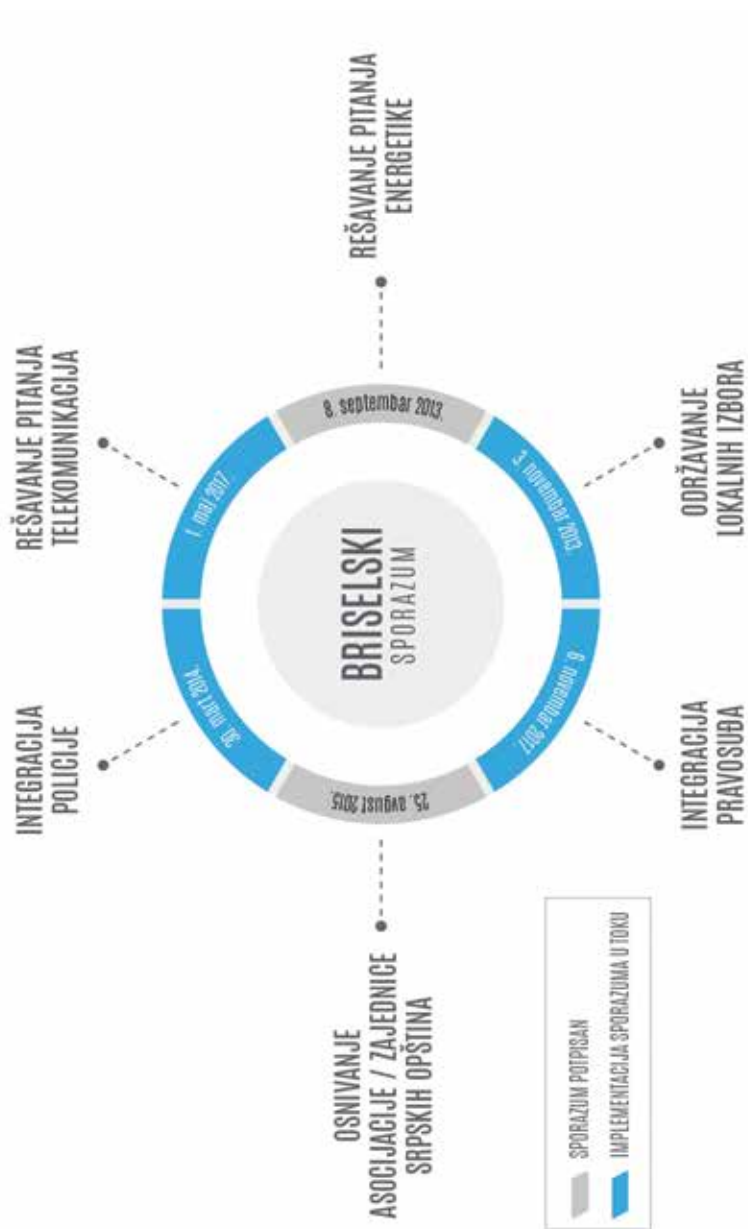 INTEGRACIJA
POLICIJE
REŠAVANJE PITANJA
TELEKOMUNIKACIJA
30. mart 2014.
1. maj 2017.
OSNIVANJE
ASOCIJACIJE / ZAJEDNICE
SRPSKIH OPŠTINA
25. avgust 2015.
BRISELSKI
SPORAZUM
8. septembar 2013.
REŠAVANJE PITANJA
ENERGETIKE
9. novembar 2017.
3. novembar 2013.
INTEGRACIJA
PRAVOSUĐA
ODRŽAVANJE
LOKALNIH IZBORA
SPORAZUM POTPISAN
IMPLEMENTACIJA SPORAZUMA U TOKU